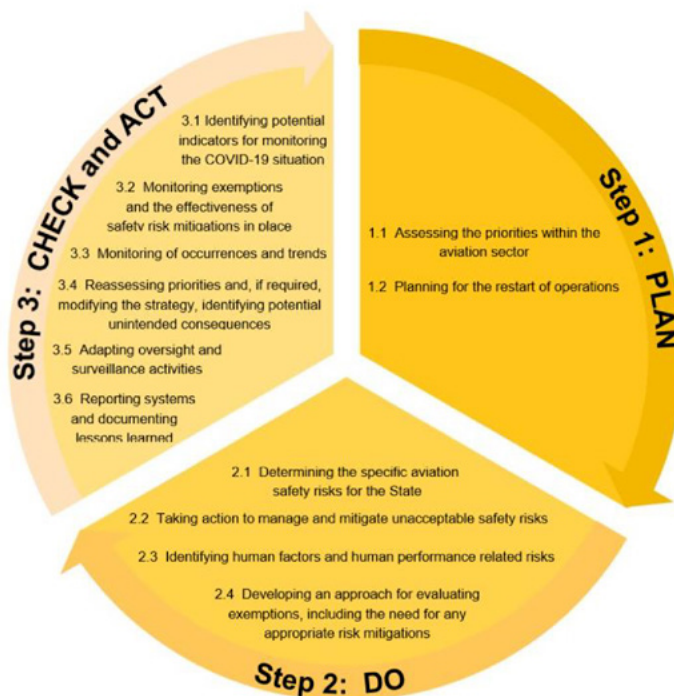 Step 1: PLAN
1.1 Assessing the priorities within the
aviation sector
1.2 Planning for the restart of operations
Step 2: DO
2.1 Determining the specific aviation
safety risks for the State
2.2 Taking action to manage and mitigate unacceptable safety risks
2.3 Identifying human factors and human performance related risks
2.4 Developing an approach for evaluating
exemptions, including the need for any
appropriate risk mitigations
Step 3: CHECK and ACT
3.1 Identifying potential
indicators for monitoring
the COVID-19 situation
3.2 Monitoring exemptions
and the effectiveness of
safety risk mitigations in place
3.3 Monitoring of occurrences and trends
3.4 Reassessing priorities and, if required,
modifying the strategy, identifying potential
unintended consequences
3.5 Adapting oversight and
surveillance activities
3.6 Reporting systems
and documenting
lessons learned